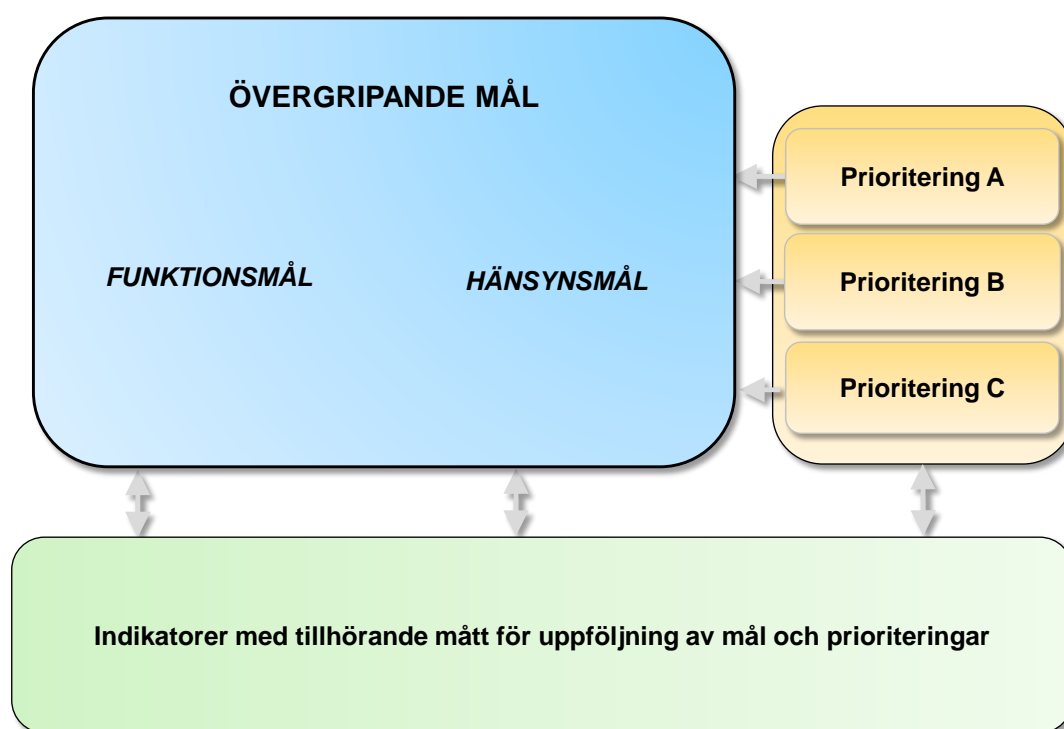 ÖVERGRIPANDE MÅL
FUNKTIONSMÅL
HÄNSYNSMÅL
Prioritering A
Prioritering B
Prioritering C
Indikatorer med tillhörande mått för uppföljning av mål och prioriteringar